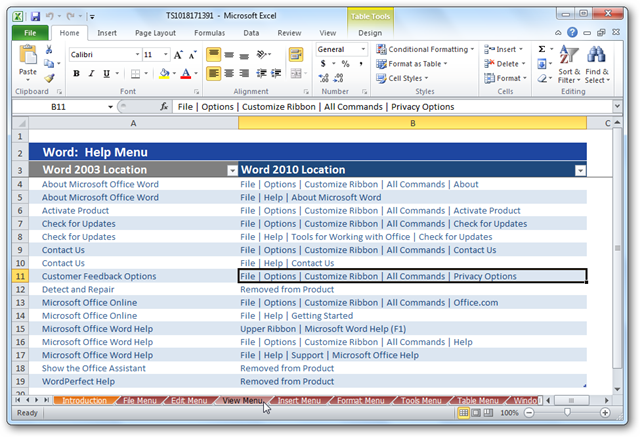 TS1018171391 - Microsoft Excel
Table Tools
File Home Insert Page Layout Formulas Data Review View Design
Paste
Calibri 11
B I U
General
$ % ,
Conditional Formatting
Format as Table
Cell Styles
Insert
Delete
Format
Σ
Sort & Filter
Find & Select
Clipboard Font Alignment Number Styles Cells Editing
B11 fx File | Options | Customize Ribbon | All Commands | Privacy Options
A B C
1
2 Word: Help Menu
3 Word 2003 Location Word 2010 Location
4 About Microsoft Office Word File | Options | Customize Ribbon | All Commands | About
5 About Microsoft Office Word File | Help | About Microsoft Word
6 Activate Product File | Options | Customize Ribbon | All Commands | Activate Product
7 Check for Updates File | Options | Customize Ribbon | All Commands | Check for Updates
8 Check for Updates File | Help | Tools for Working with Office | Check for Updates
9 Contact Us File | Options | Customize Ribbon | All Commands | Contact Us
10 Contact Us File | Help | Contact Us
11 Customer Feedback Options File | Options | Customize Ribbon | All Commands | Privacy Options
12 Detect and Repair Removed from Product
13 Microsoft Office Online File | Options | Customize Ribbon | All Commands | Office.com
14 Microsoft Office Online File | Help | Getting Started
15 Microsoft Office Word Help Upper Ribbon | Microsoft Word Help (F1)
16 Microsoft Office Word Help File | Options | Customize Ribbon | All Commands | Help
17 Microsoft Office Word Help File | Help | Support | Microsoft Office Help
18 Show the Office Assistant Removed from Product
19 WordPerfect Help Removed from Product
Introduction File Menu Edit Menu View Menu Insert Menu Format Menu Tools Menu Table Menu Windo
Ready 100%